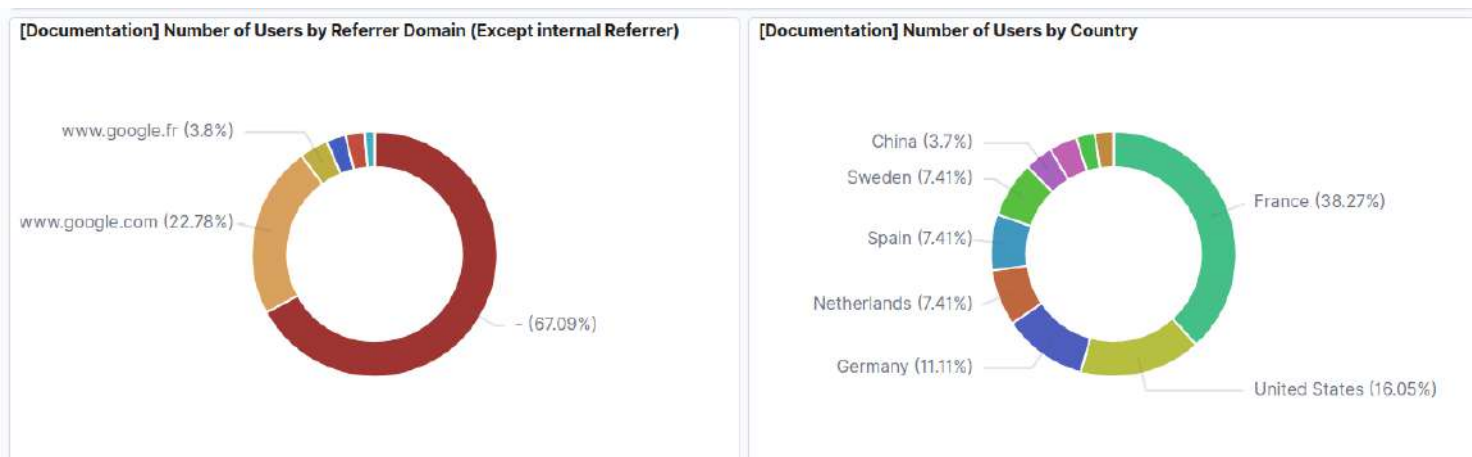 [Documentation] Number of Users by Referrer Domain (Except internal Referrer)
www.google.fr (3.8%)
www.google.com (22.78%)
- (67.09%)
[Documentation] Number of Users by Country
China (3.7%)
Sweden (7.41%)
Spain (7.41%)
Netherlands (7.41%)
Germany (11.11%)
France (38.27%)
United States (16.05%)